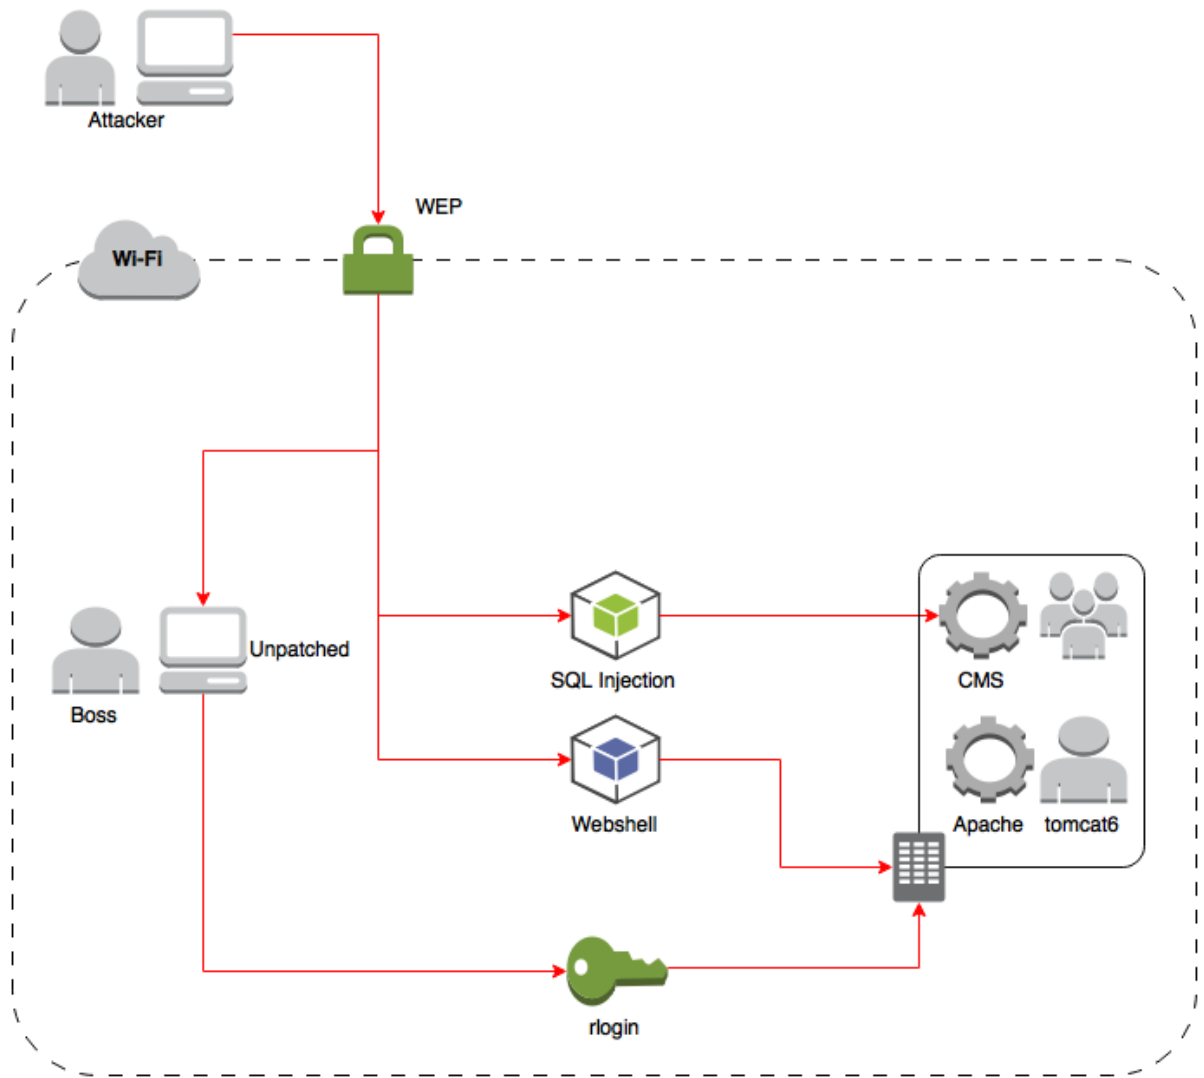 Attacker
WEP
Wi-Fi
Unpatched
Boss
SQL Injection
CMS
Webshell
Apache
tomcat6
rlogin